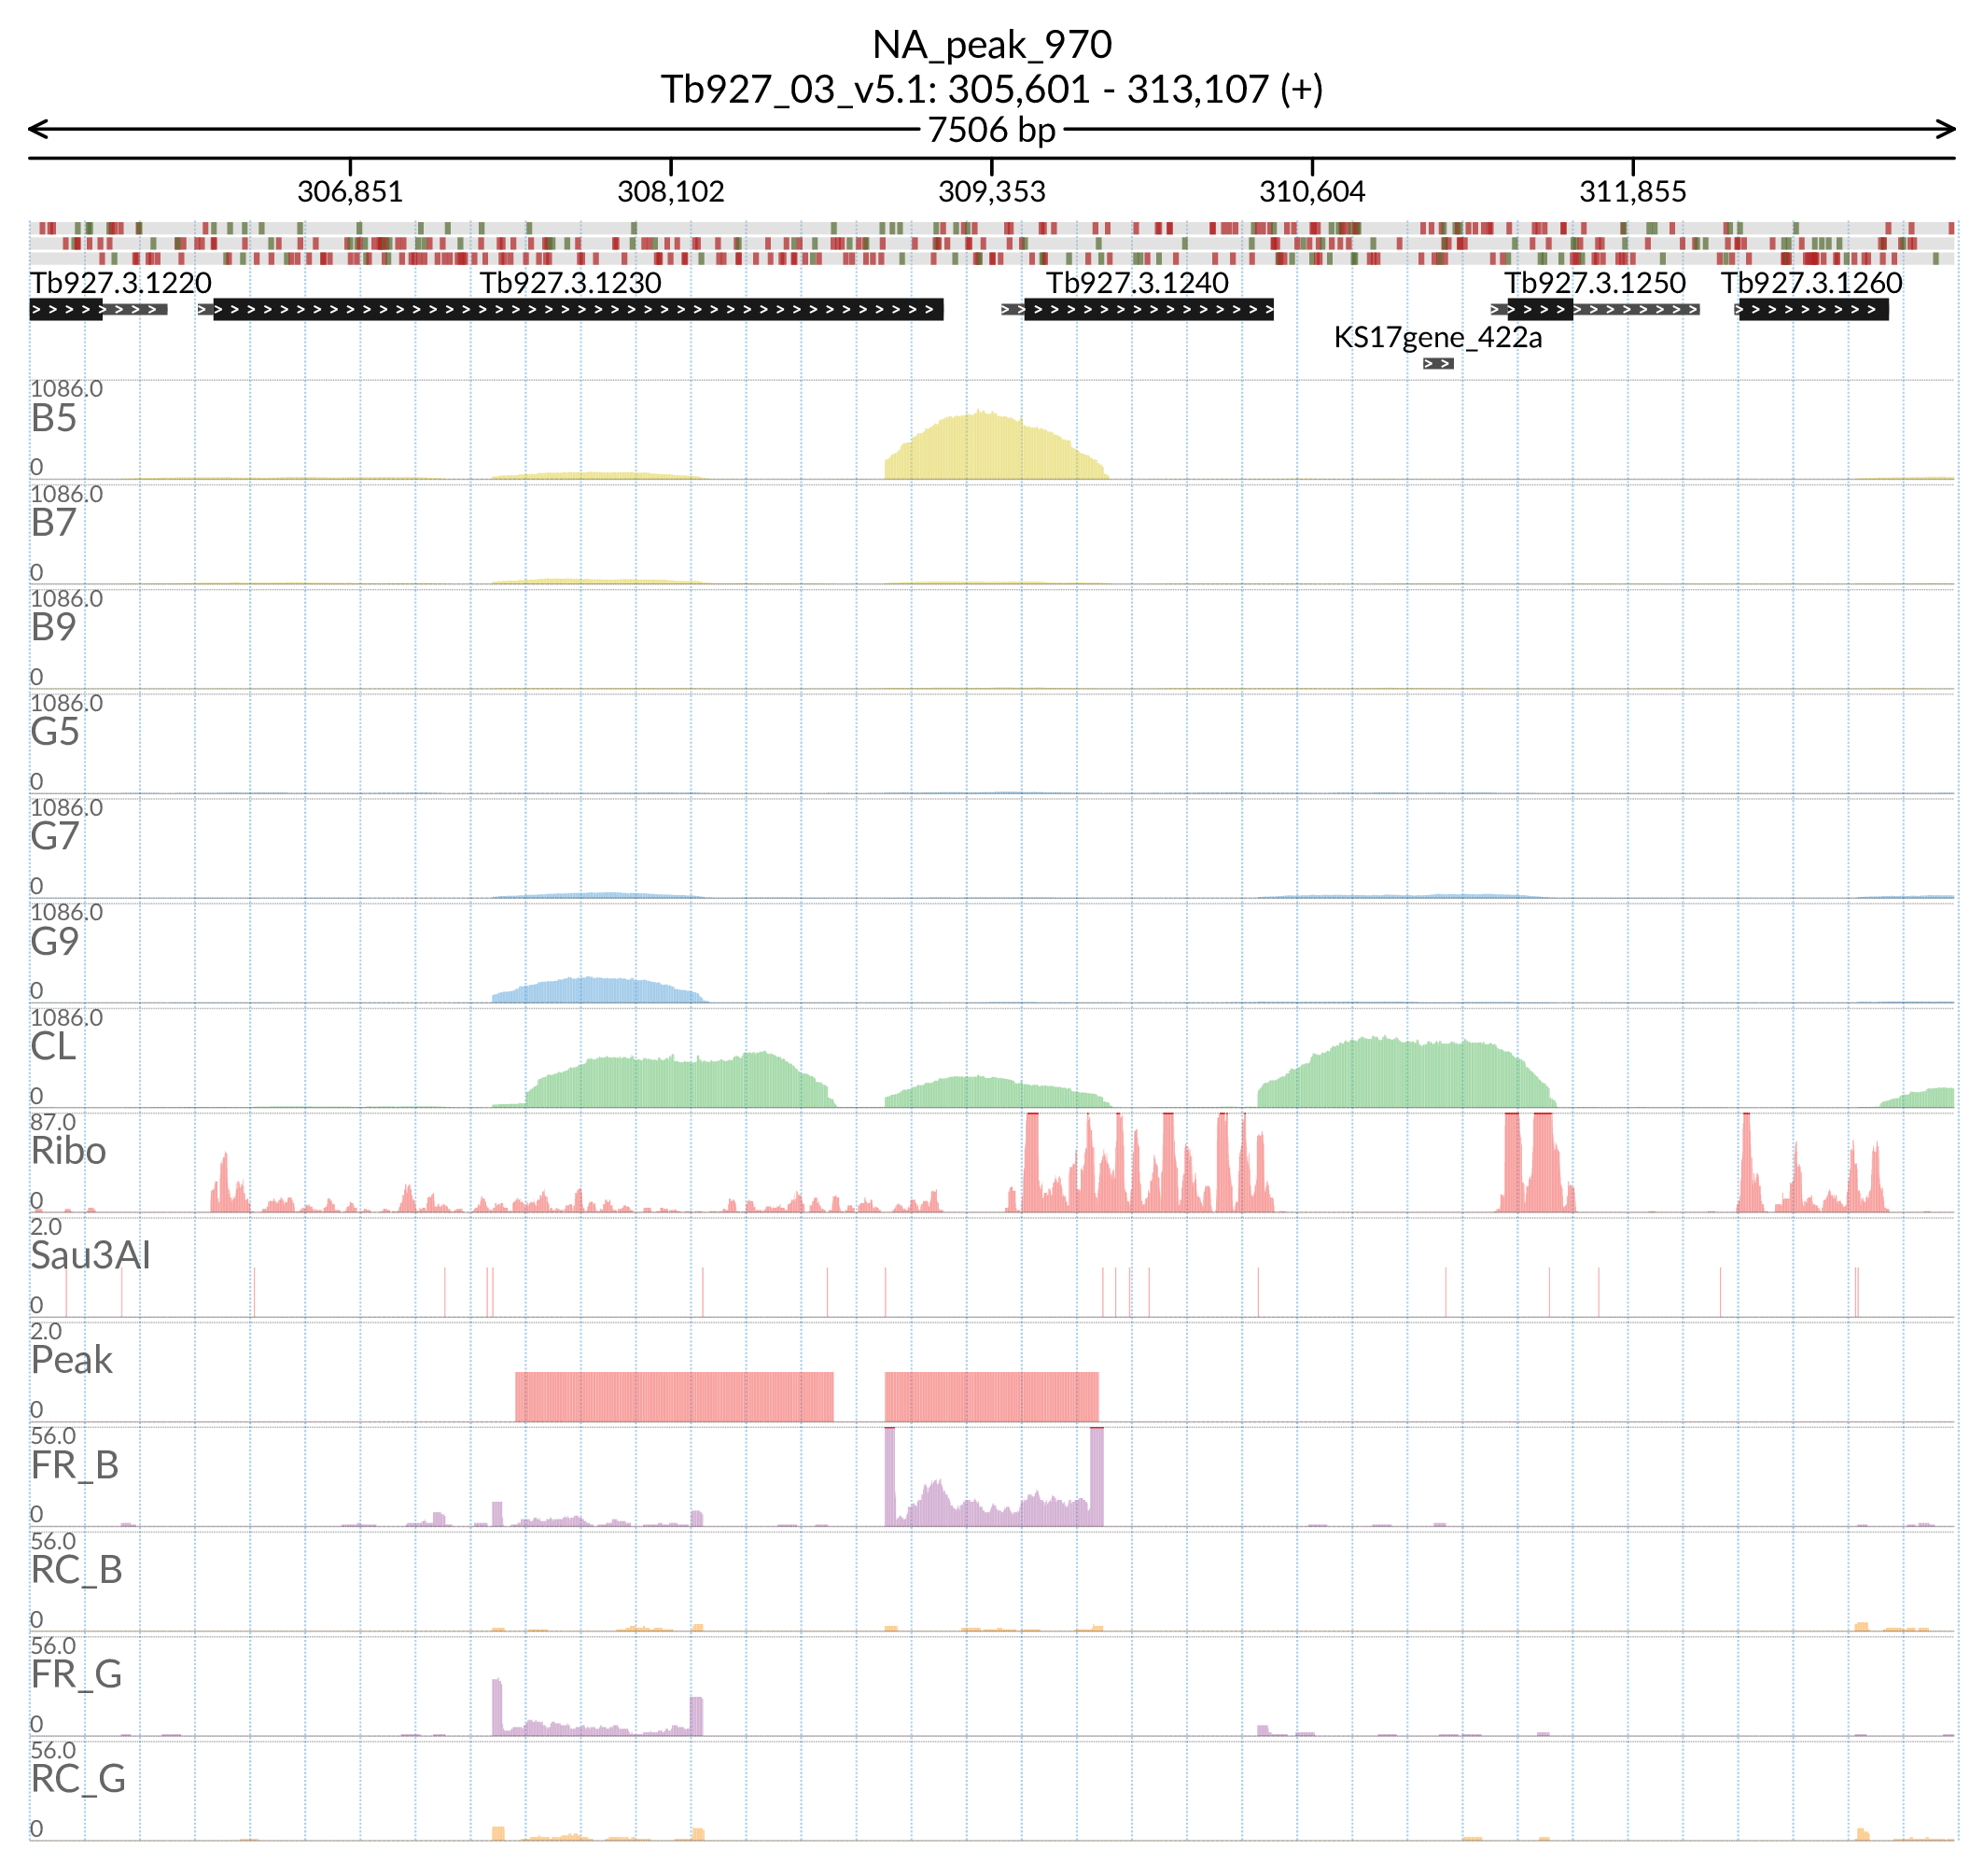 NA_peak_970
Tb927_03_v5.1: 305,601 - 313,107 (+)
7506 bp
306,851 308,102 309,353 310,604 311,855
Tb927.3.1220 Tb927.3.1230 Tb927.3.1240 Tb927.3.1250 Tb927.3.1260
KS17gene_422a
1086.0
B5
0
1086.0
B7
0
1086.0
B9
0
1086.0
G5
0
1086.0
G7
0
1086.0
G9
0
1086.0
CL
0
87.0
Ribo
0
2.0
Sau3AI
0
2.0
Peak
0
56.0
FR_B
0
56.0
RC_B
0
56.0
FR_G
0
56.0
RC_G
0